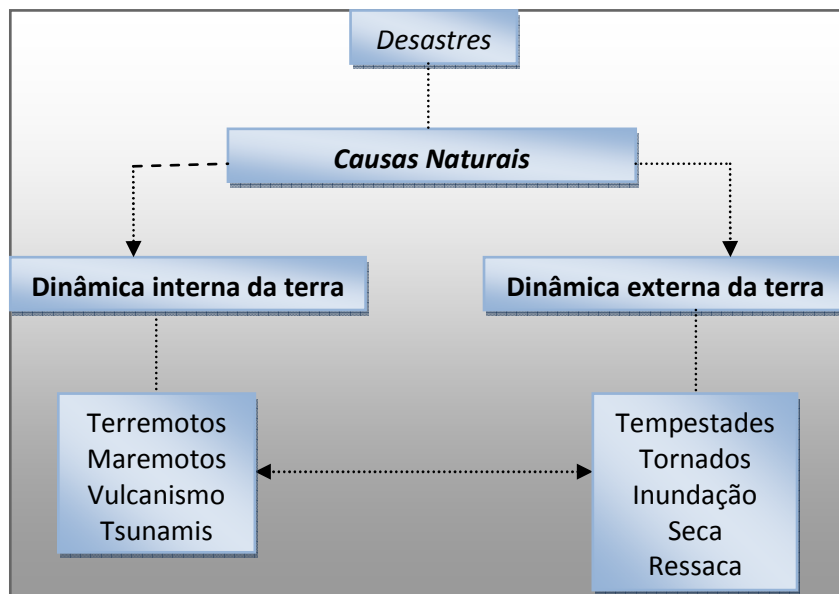 Desastres
Causas Naturais
Dinâmica interna da terra
Dinâmica externa da terra
Terremotos
Maremotos
Vulcanismo
Tsunamis
Tempestades
Tornados
Inundação
Seca
Ressaca